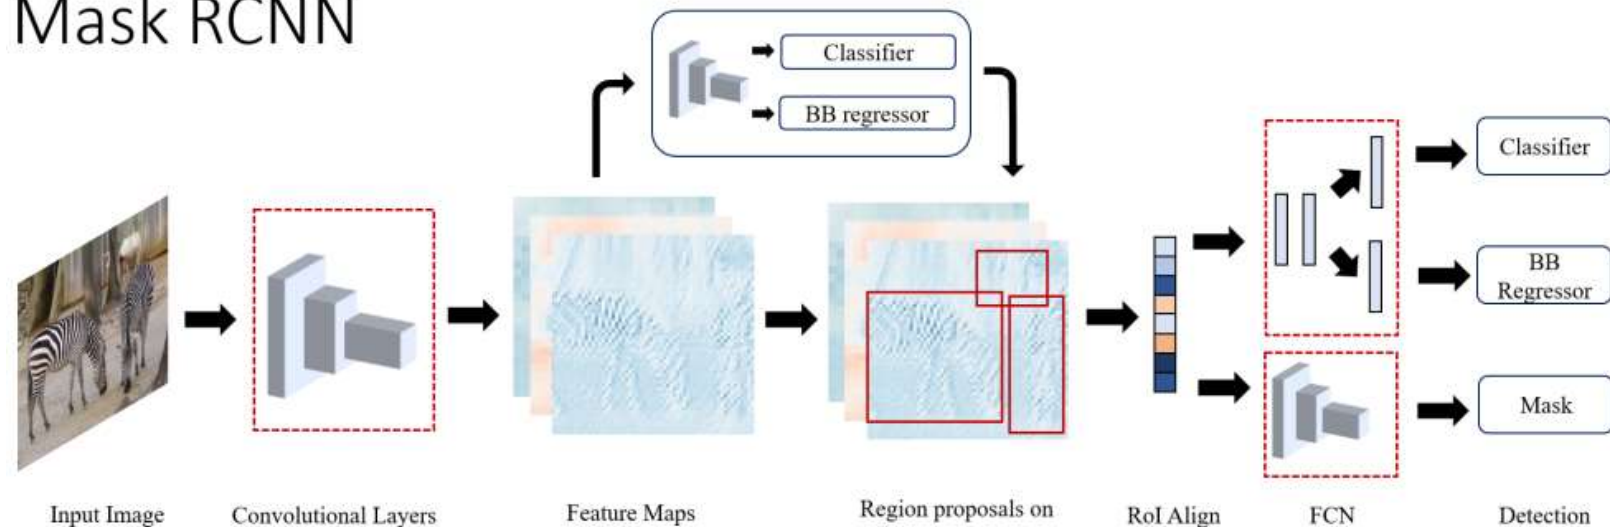 Mask RCNN
Classifier
BB regressor
Classifier
BB
Regressor
Mask
Input Image
Convolutional Layers
Feature Maps
Region proposals on
RoI Align
FCN
Detection